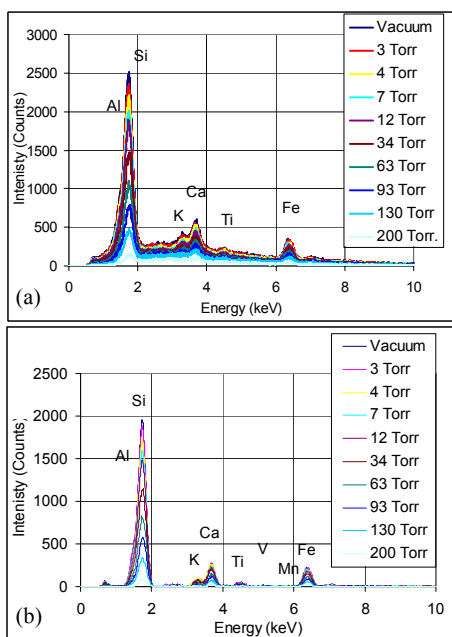 3000
2500
2000
1500
1000
500
0
Intenisty (Counts)
Si
Al
K
Ca
Ti
Fe
Vacuum
3 Torr
4 Torr
7 Torr
12 Torr
34 Torr
63 Torr
93 Torr
130 Torr
200 Torr.
0 2 4 6 8 10
Energy (keV)
(a)
2500
2000
1500
1000
500
0
Intenisty (Counts)
Si
Al
K
Ca
Ti
V
Mn
Fe
Vacuum
3 Torr
4 Torr
7 Torr
12 Torr
34 Torr
63 Torr
93 Torr
130 Torr
200 Torr
0 2 4 6 8 10
Energy (keV)
(b)